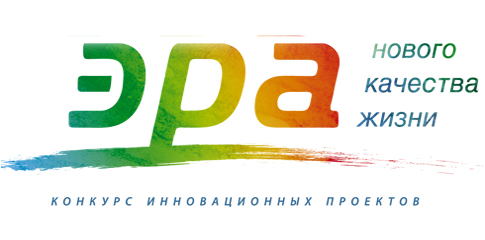 эра
нового
качества
жизни
КОНКУРС ИННОВАЦИОННЫХ ПРОЕКТОВ